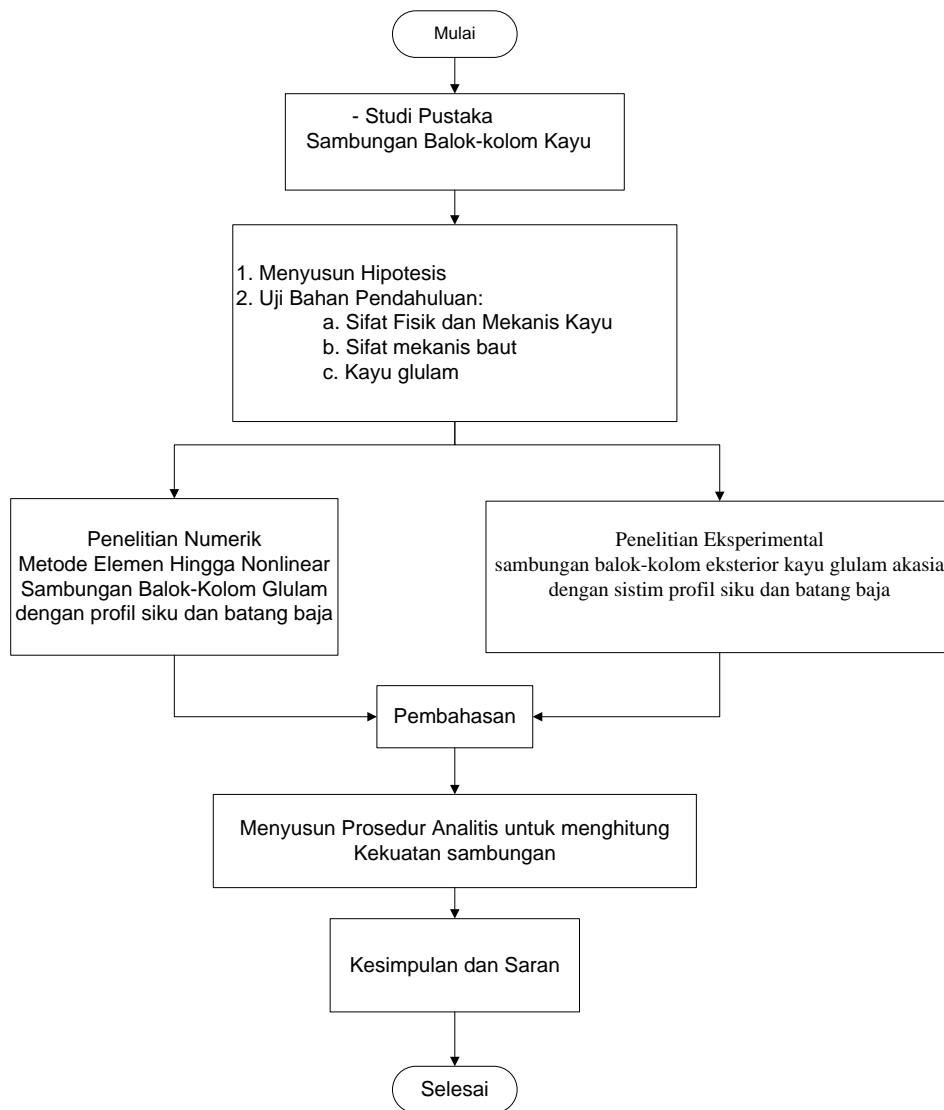 Mulai
- Studi Pustaka
Sambungan Balok-kolom Kayu
1. Menyusun Hipotesis
2. Uji Bahan Pendahuluan:
a. Sifat Fisik dan Mekanis Kayu
b. Sifat mekanis baut
c. Kayu glulam
Penelitian Numerik
Metode Elemen Hingga Nonlinear
Sambungan Balok-Kolom Glulam
dengan profil siku dan batang baja
Penelitian Eksperimental
sambungan balok-kolom eksterior kayu glulam akasia
dengan sistim profil siku dan batang baja
Pembahasan
Menyusun Prosedur Analitis untuk menghitung
Kekuatan sambungan
Kesimpulan dan Saran
Selesai